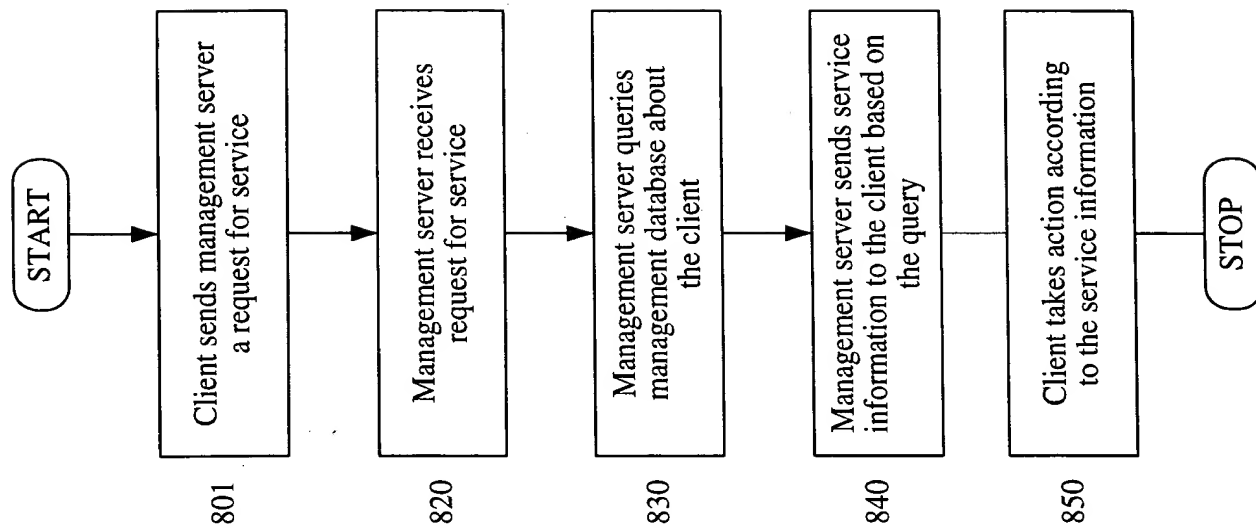 START
801
Client sends management server
a request for service
820
Management server receives
request for service
830
Management server queries
management database about
the client
840
Management server sends service
information to the client based on
the query
850
Client takes action according
to the service information
STOP